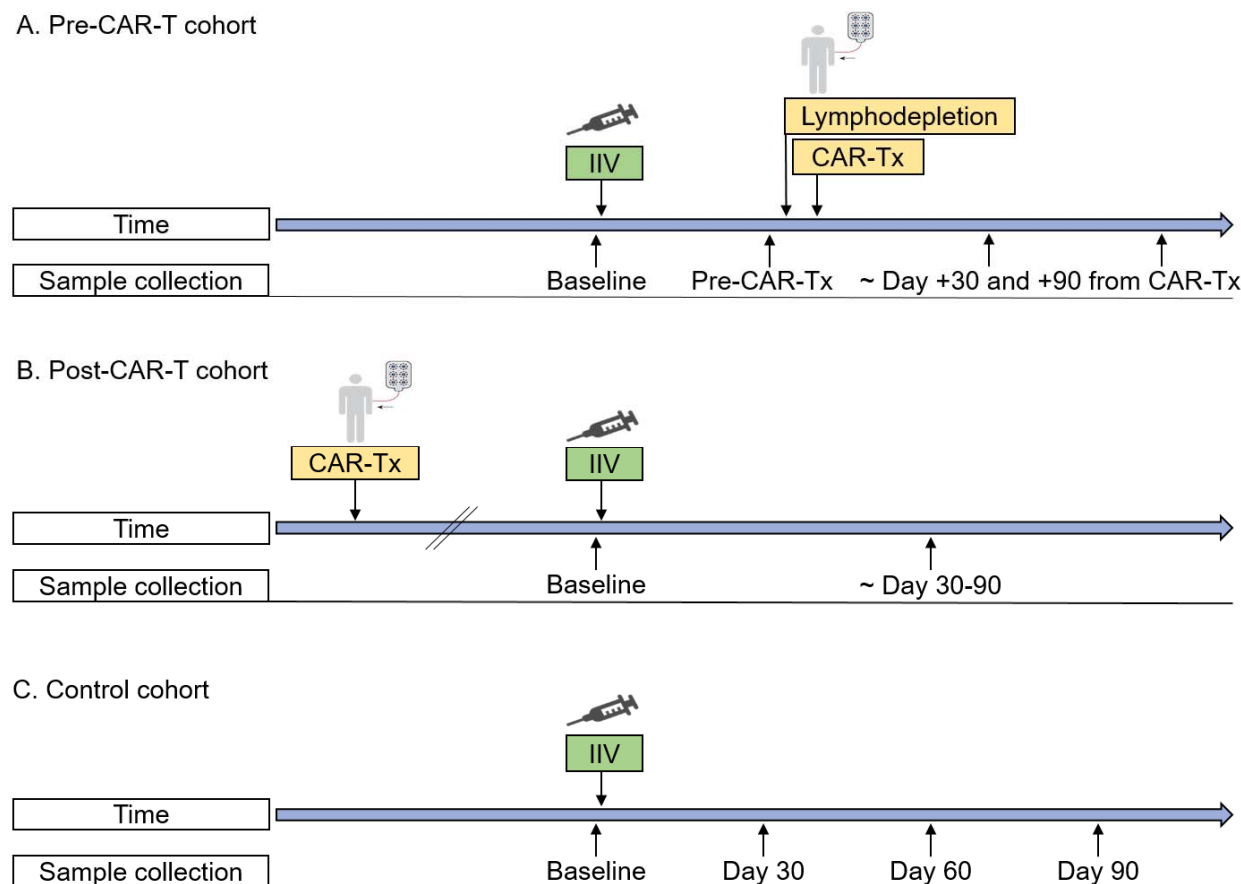 A. Pre-CAR-T cohort
Lymphodepletion
IIV
CAR-Tx
Time
Sample collection
Baseline
Pre-CAR-Tx
~ Day +30 and +90 from CAR-Tx
B. Post-CAR-T cohort
CAR-Tx
IIV
Time
Sample collection
Baseline
~ Day 30-90
C. Control cohort
IIV
Time
Sample collection
Baseline
Day 30
Day 60
Day 90